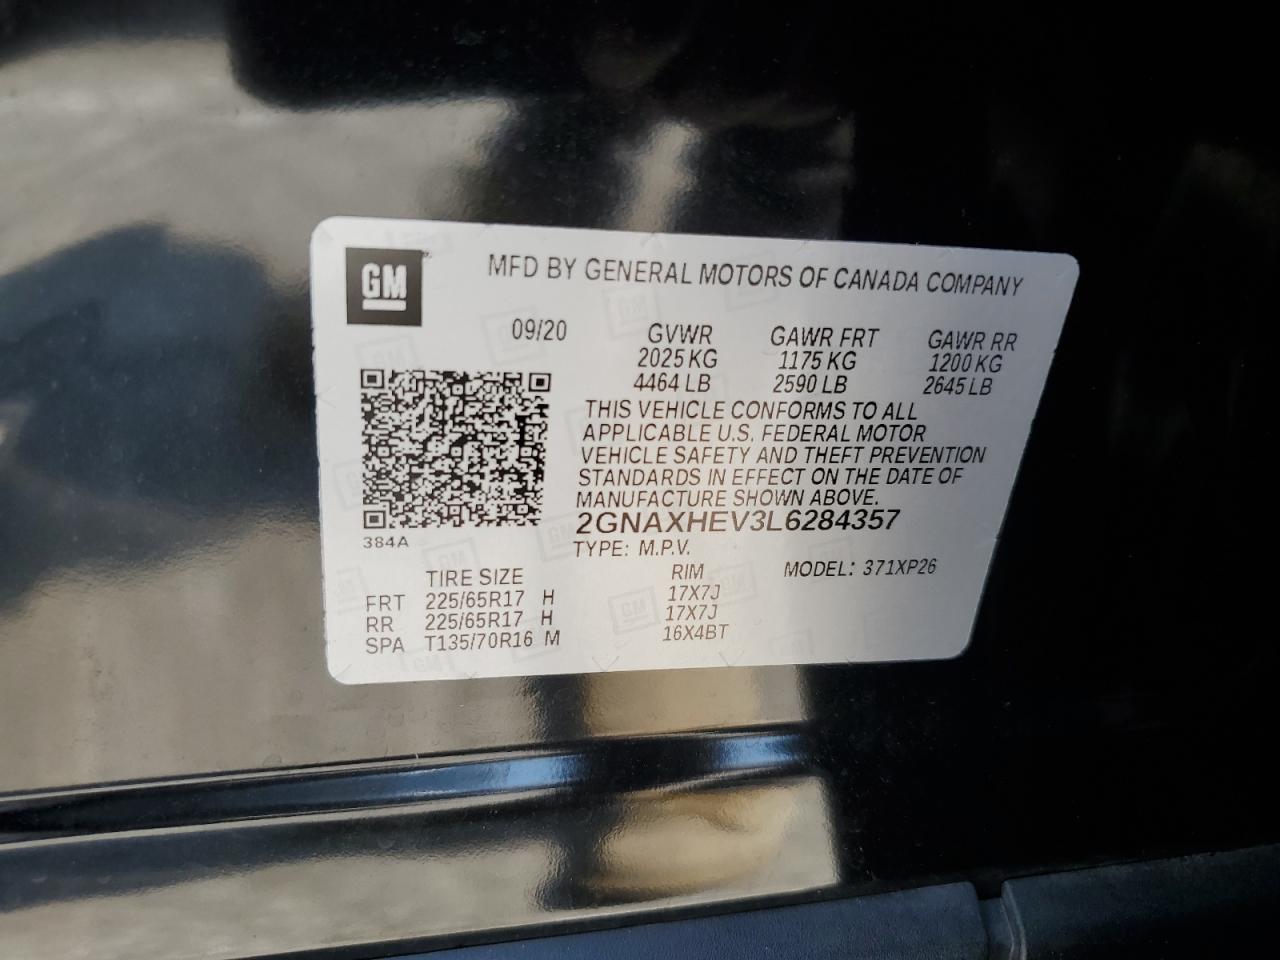 GM
MFD BY GENERAL MOTORS OF CANADA COMPANY
09/20 GVWR GAWR FRT GAWR RR
2025 KG 1175 KG 1200 KG
4464 LB 2590 LB 2645 LB
THIS VEHICLE CONFORMS TO ALL
APPLICABLE U.S. FEDERAL MOTOR
VEHICLE SAFETY AND THEFT PREVENTION
STANDARDS IN EFFECT ON THE DATE OF
MANUFACTURE SHOWN ABOVE.
2GNAXHEV3L6284357
384A
TYPE: M.P.V.
TIRE SIZE RIM MODEL: 371XP26
FRT 225/65R17 H 17X7J
RR 225/65R17 H 17X7J
SPA T135/70R16 M 16X4BT